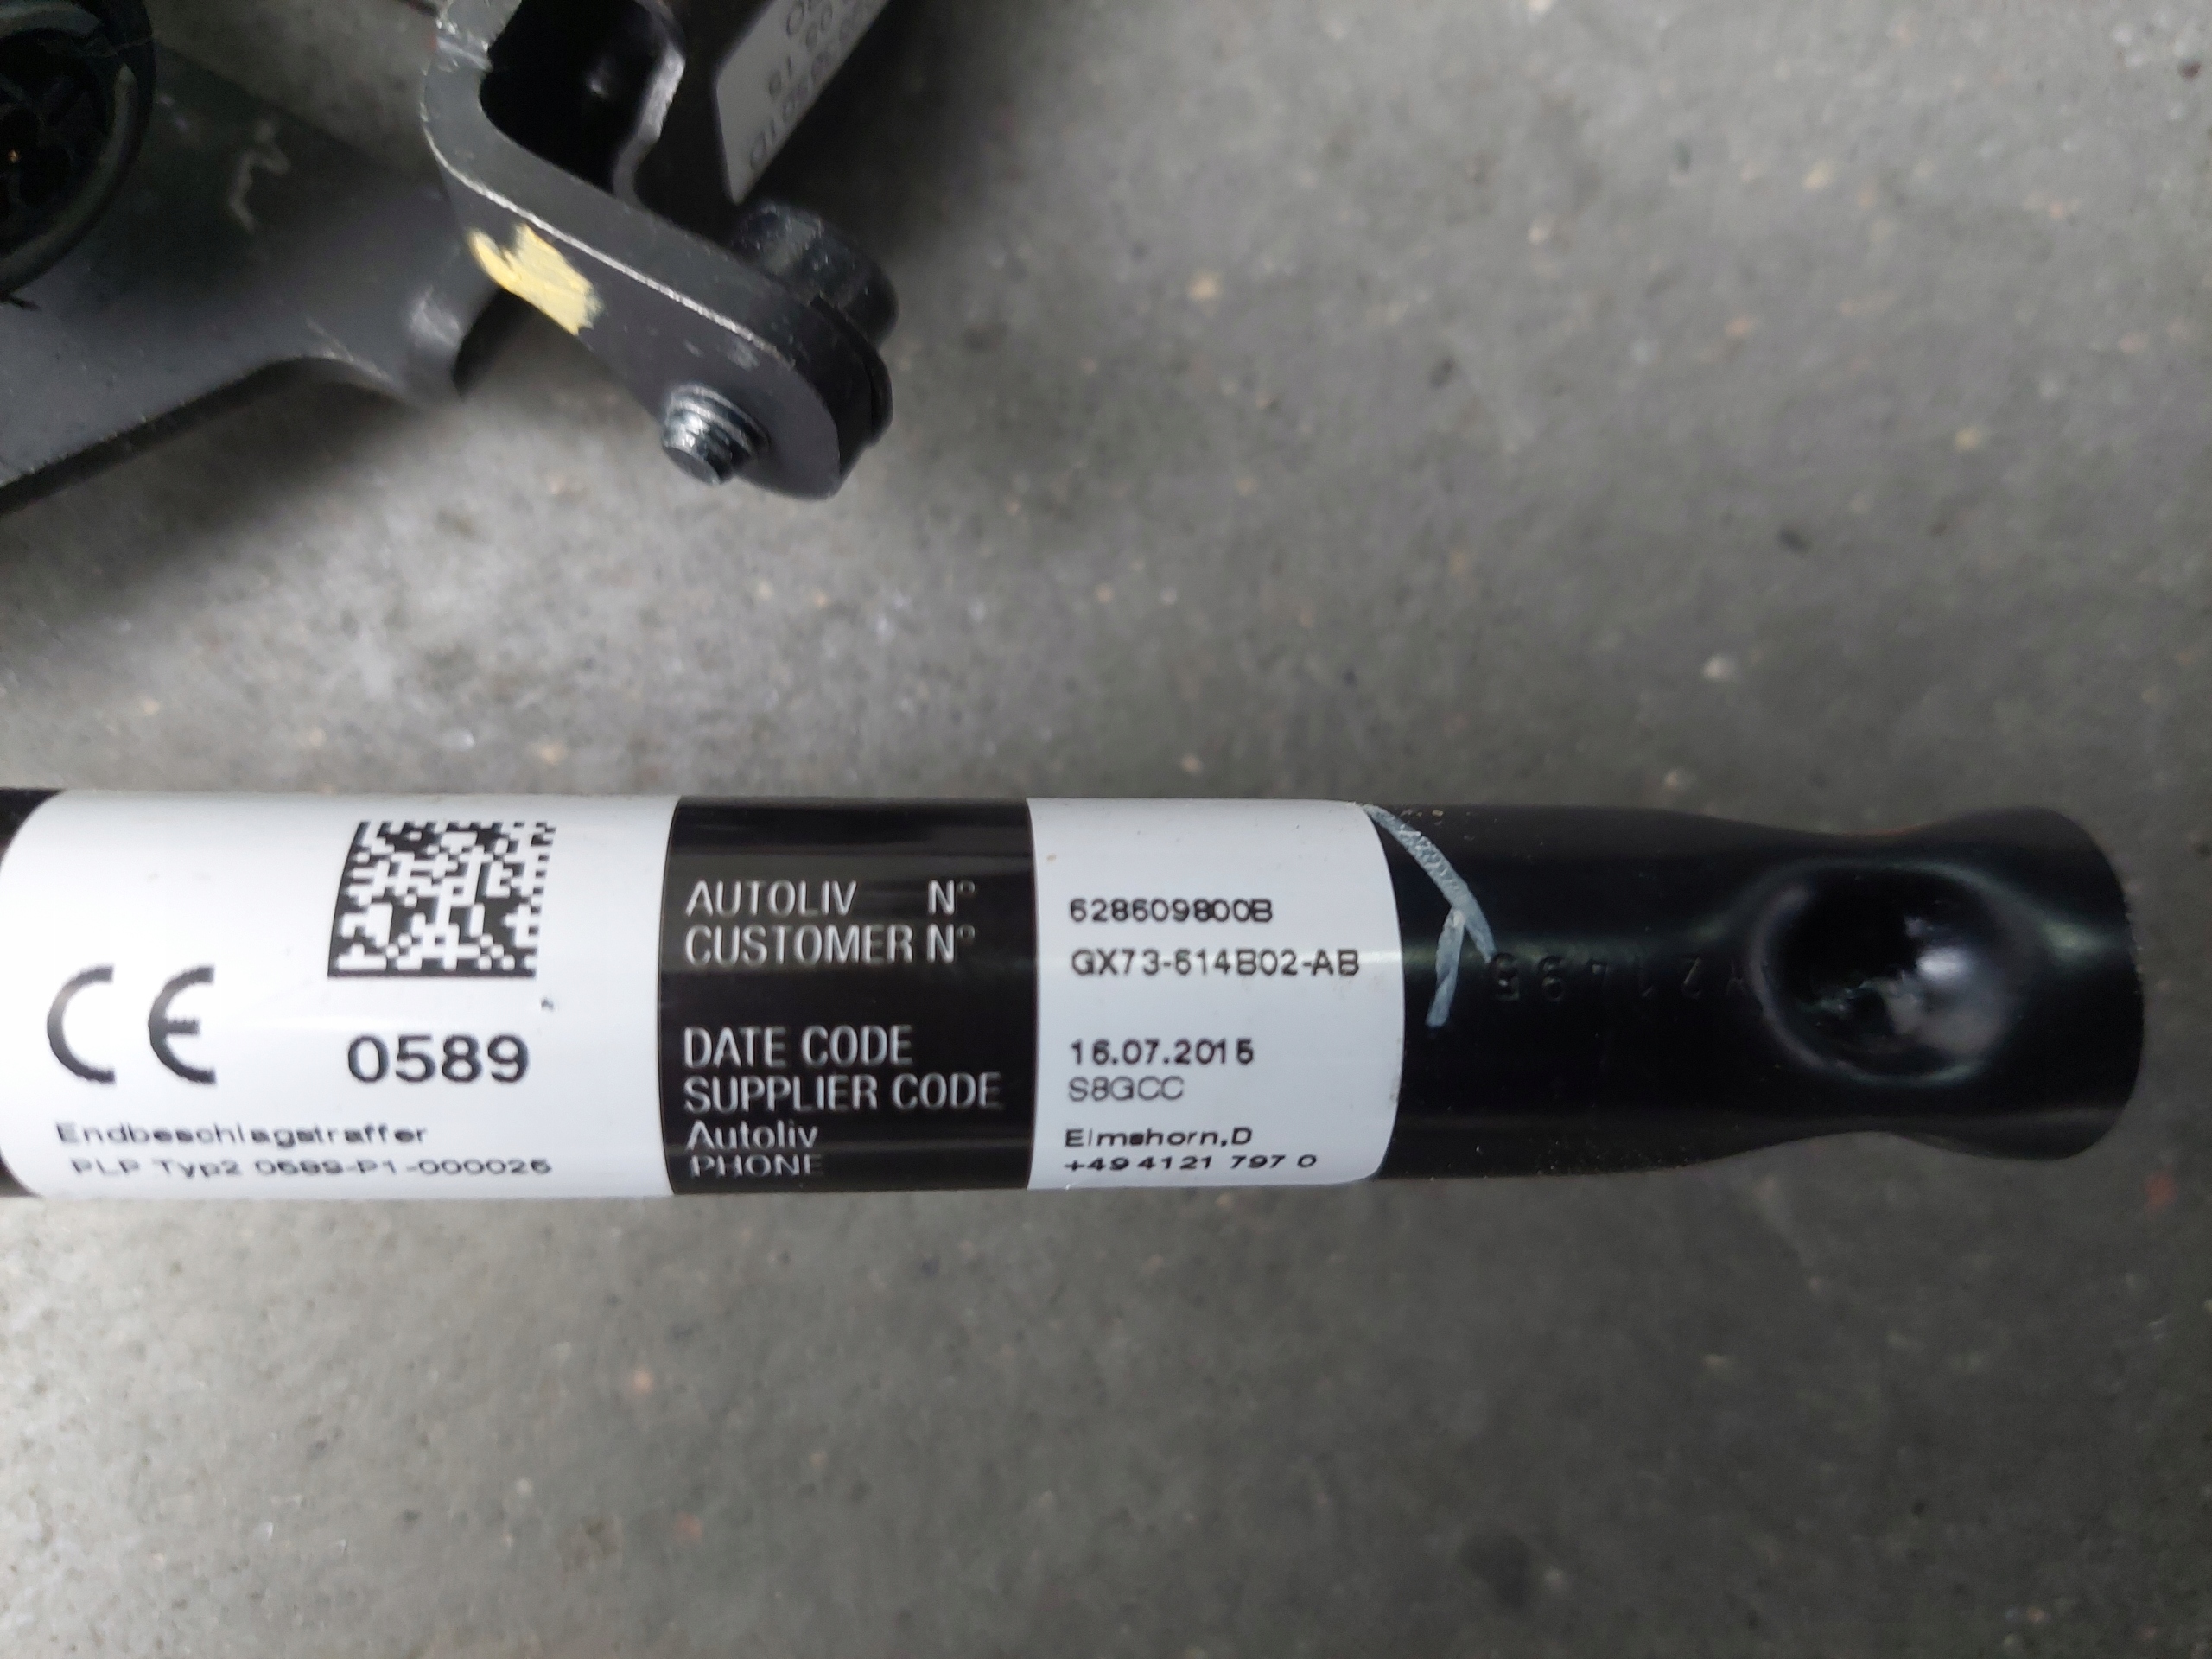 CE
0589
Endbeschlagstraffer
PLP Typ2 0589-P1-000025
AUTOLIV N° 628609800B
CUSTOMER N° GX73-614B02-AB
DATE CODE 16.07.2015
SUPPLIER CODE S8GCC
Autoliv Elmshorn,D
PHONE +49 4121 797 0